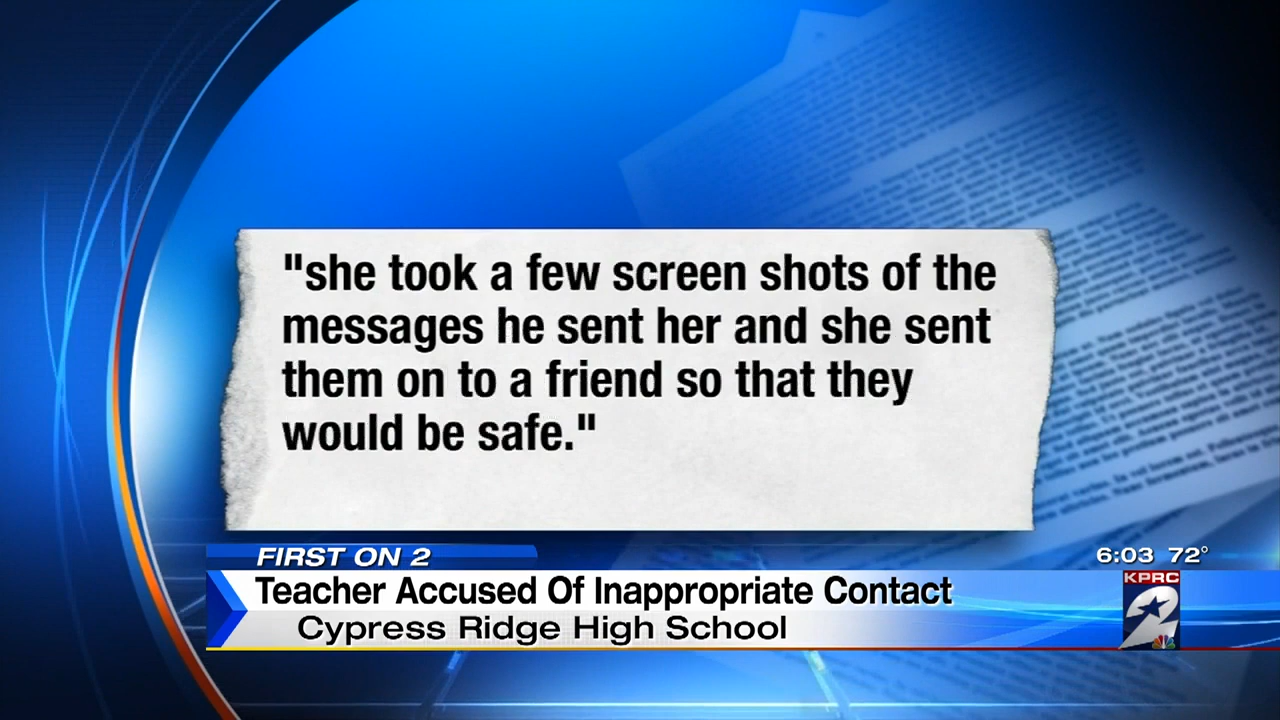 "she took a few screen shots of the
messages he sent her and she sent
them on to a friend so that they
would be safe."
FIRST ON 2
Teacher Accused Of Inappropriate Contact
Cypress Ridge High School
6:03 72°
KPRC
2